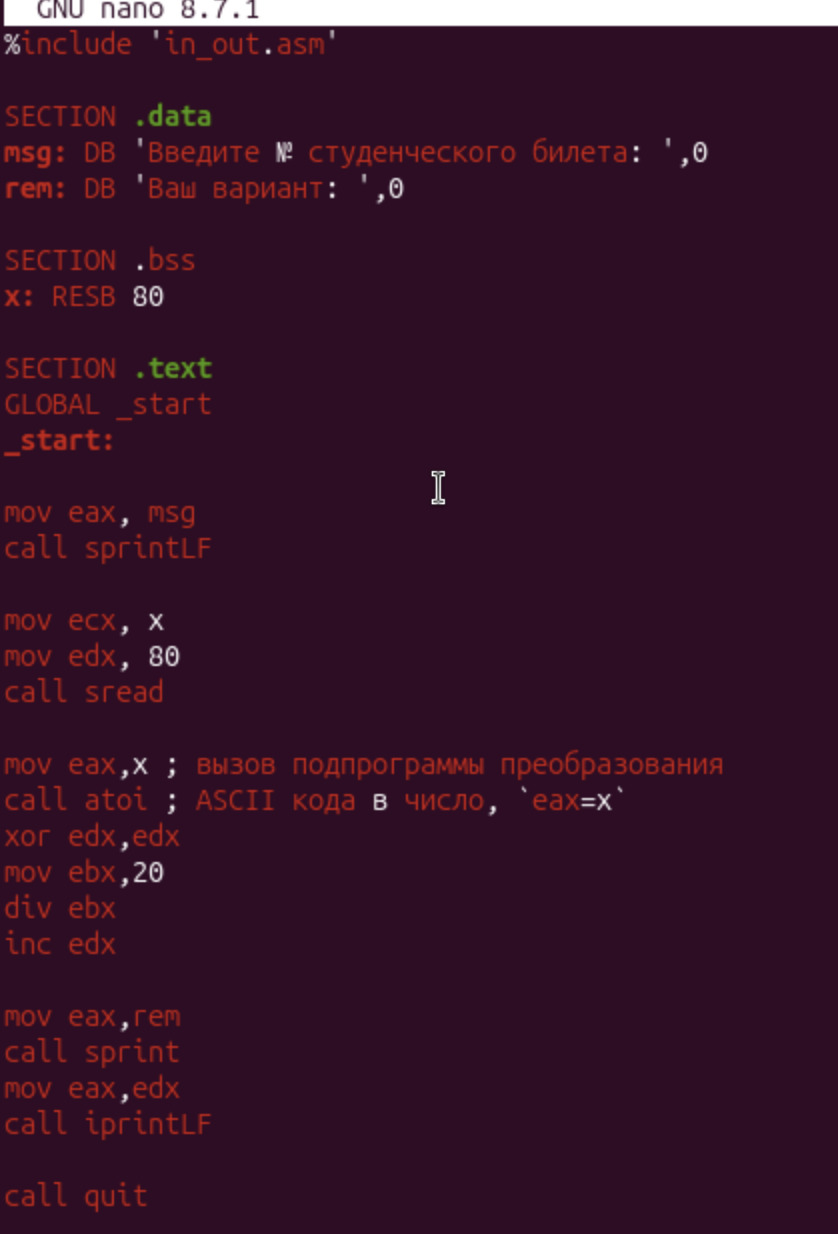 GNU nano 8.7.1
%include 'in_out.asm'
SECTION .data
msg: DB 'Введите № студенческого билета: ',0
rem: DB 'Ваш вариант: ',0
SECTION .bss
x: RESB 80
SECTION .text
GLOBAL _start
_start:
mov eax, msg
call sprintLF
mov ecx, x
mov edx, 80
call sread
mov eax,x ; вызов подпрограммы преобразования
call atoi ; ASCII кода в число, `eax=x`
xor edx,edx
mov ebx,20
div ebx
inc edx
mov eax,rem
call sprint
mov eax,edx
call iprintLF
call quit